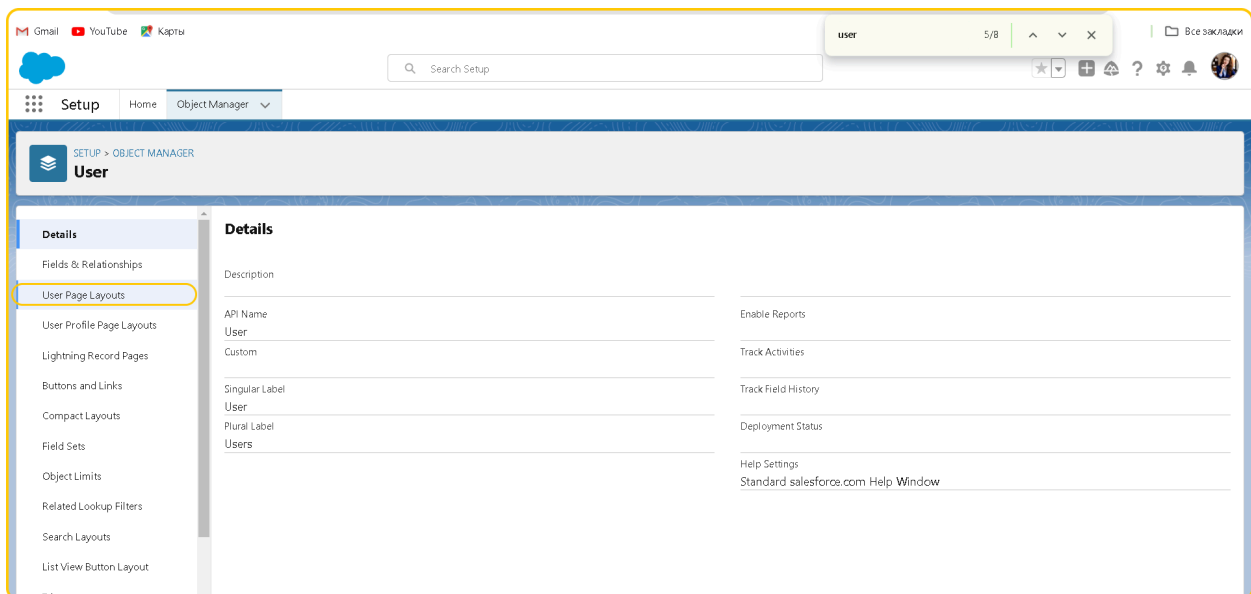 Gmail YouTube Карты
user 5/8
Все закладки
Search Setup
Setup Home Object Manager
SETUP > OBJECT MANAGER
User
Details
Fields & Relationships
User Page Layouts
User Profile Page Layouts
Lightning Record Pages
Buttons and Links
Compact Layouts
Field Sets
Object Limits
Related Lookup Filters
Search Layouts
List View Button Layout
Details
Description
API Name
User
Custom
Singular Label
User
Plural Label
Users
Enable Reports
Track Activities
Track Field History
Deployment Status
Help Settings
Standard salesforce.com Help Window